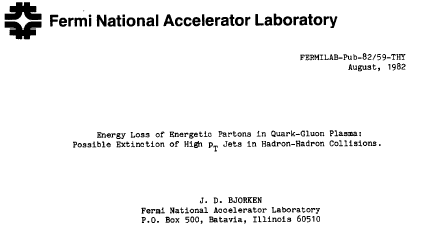 Fermi National Accelerator Laboratory
FERMILAB-Pub-82/59-THY
August, 1982
Energy Loss of Energetic Partons in Quark-Gluon Plasma:
Possible Extinction of High pT Jets in Hadron-Hadron Collisions.
J. D. BJORKEN
Fermi National Accelerator Laboratory
P.O. Box 500, Batavia, Illinois 60510